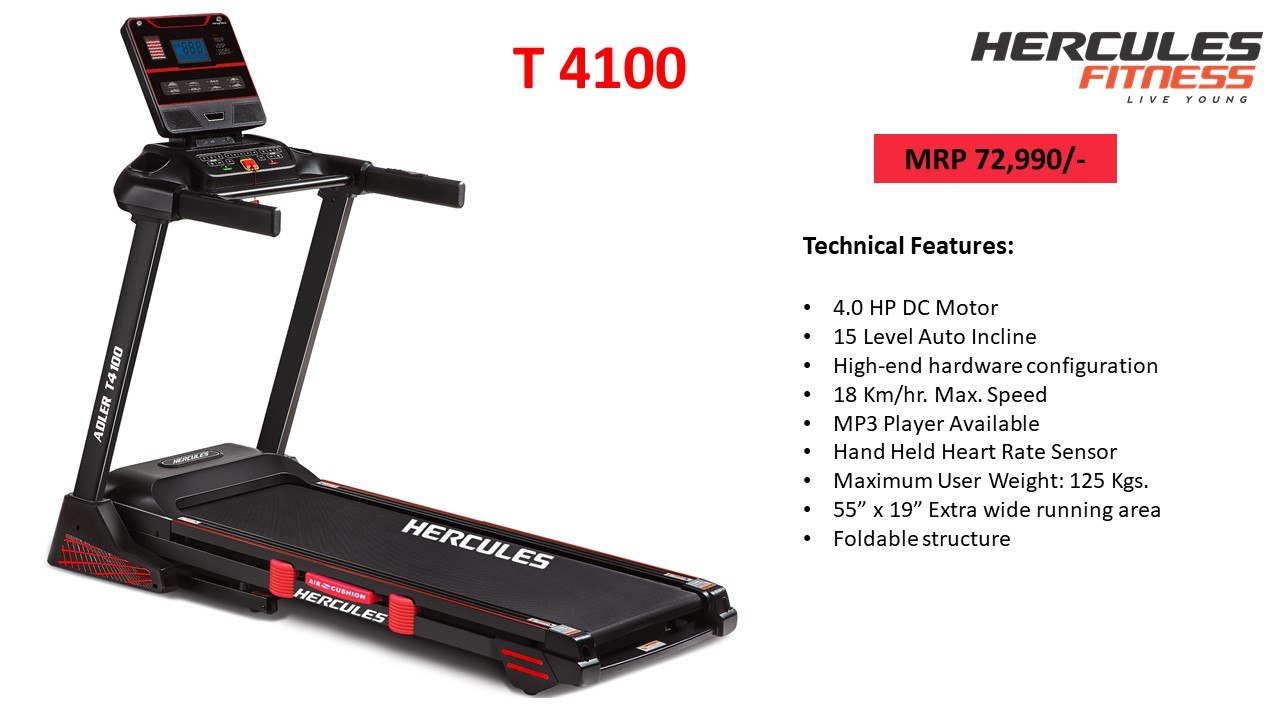 T 4100
HERCULES
FITNESS
LIVE YOUNG
MRP 72,990/-
Technical Features:
• 4.0 HP DC Motor
• 15 Level Auto Incline
• High-end hardware configuration
• 18 Km/hr. Max. Speed
• MP3 Player Available
• Hand Held Heart Rate Sensor
• Maximum User Weight: 125 Kgs.
• 55” x 19” Extra wide running area
• Foldable structure
ADLER T4100
HERCULES
HERCULES
AIR CUSHION
HERCULES